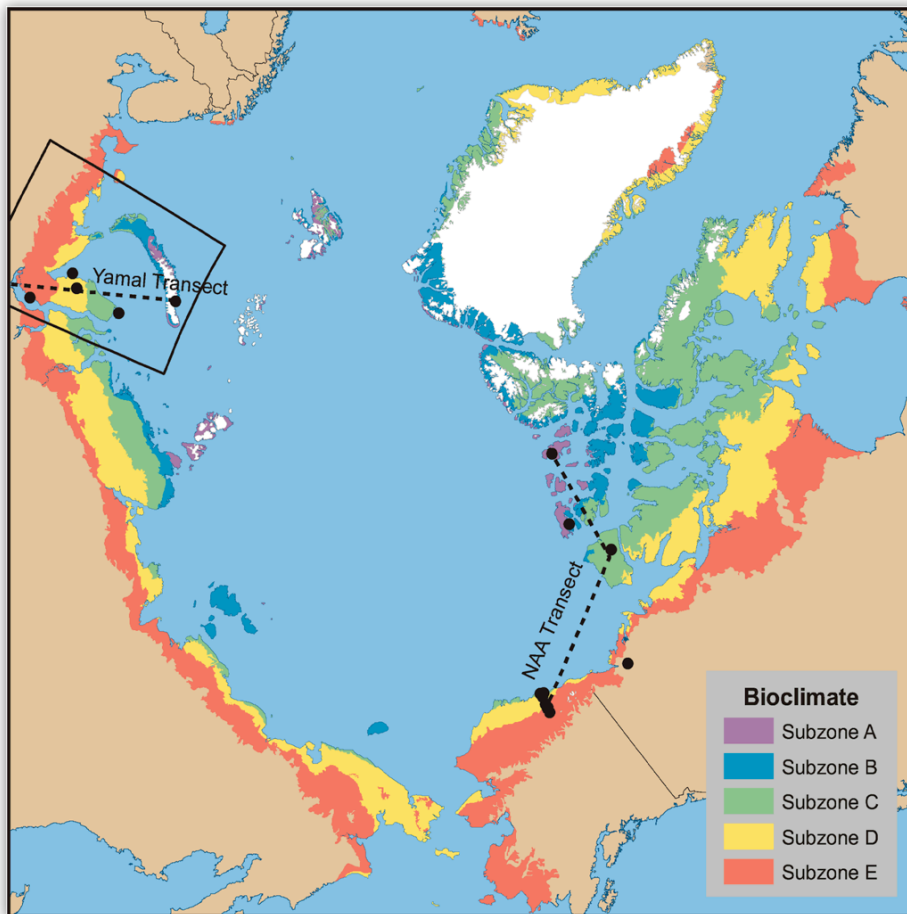 Yamal Transect
NAA Transect
Bioclimate
Subzone A
Subzone B
Subzone C
Subzone D
Subzone E